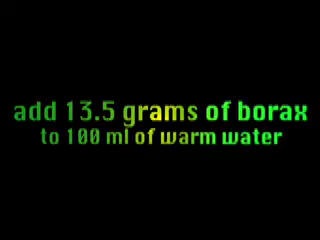 add 13.5 grams of borax
to 100 ml of warm water